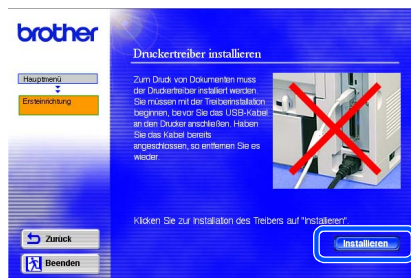 brother
Druckertreiber installieren
Hauptmenü
Ersteinrichtung
Zum Druck von Dokumenten muss
der Druckertreiber installiert werden.
Sie müssen mit der Treiberinstallation
beginnen, bevor Sie das USB-Kabel
an den Drucker anschließen. Haben
Sie das Kabel bereits
angeschlossen, so entfernen Sie es
wieder.
Klicken Sie zur Installation des Treibers auf "Installieren".
Zurück
Installieren
Beenden